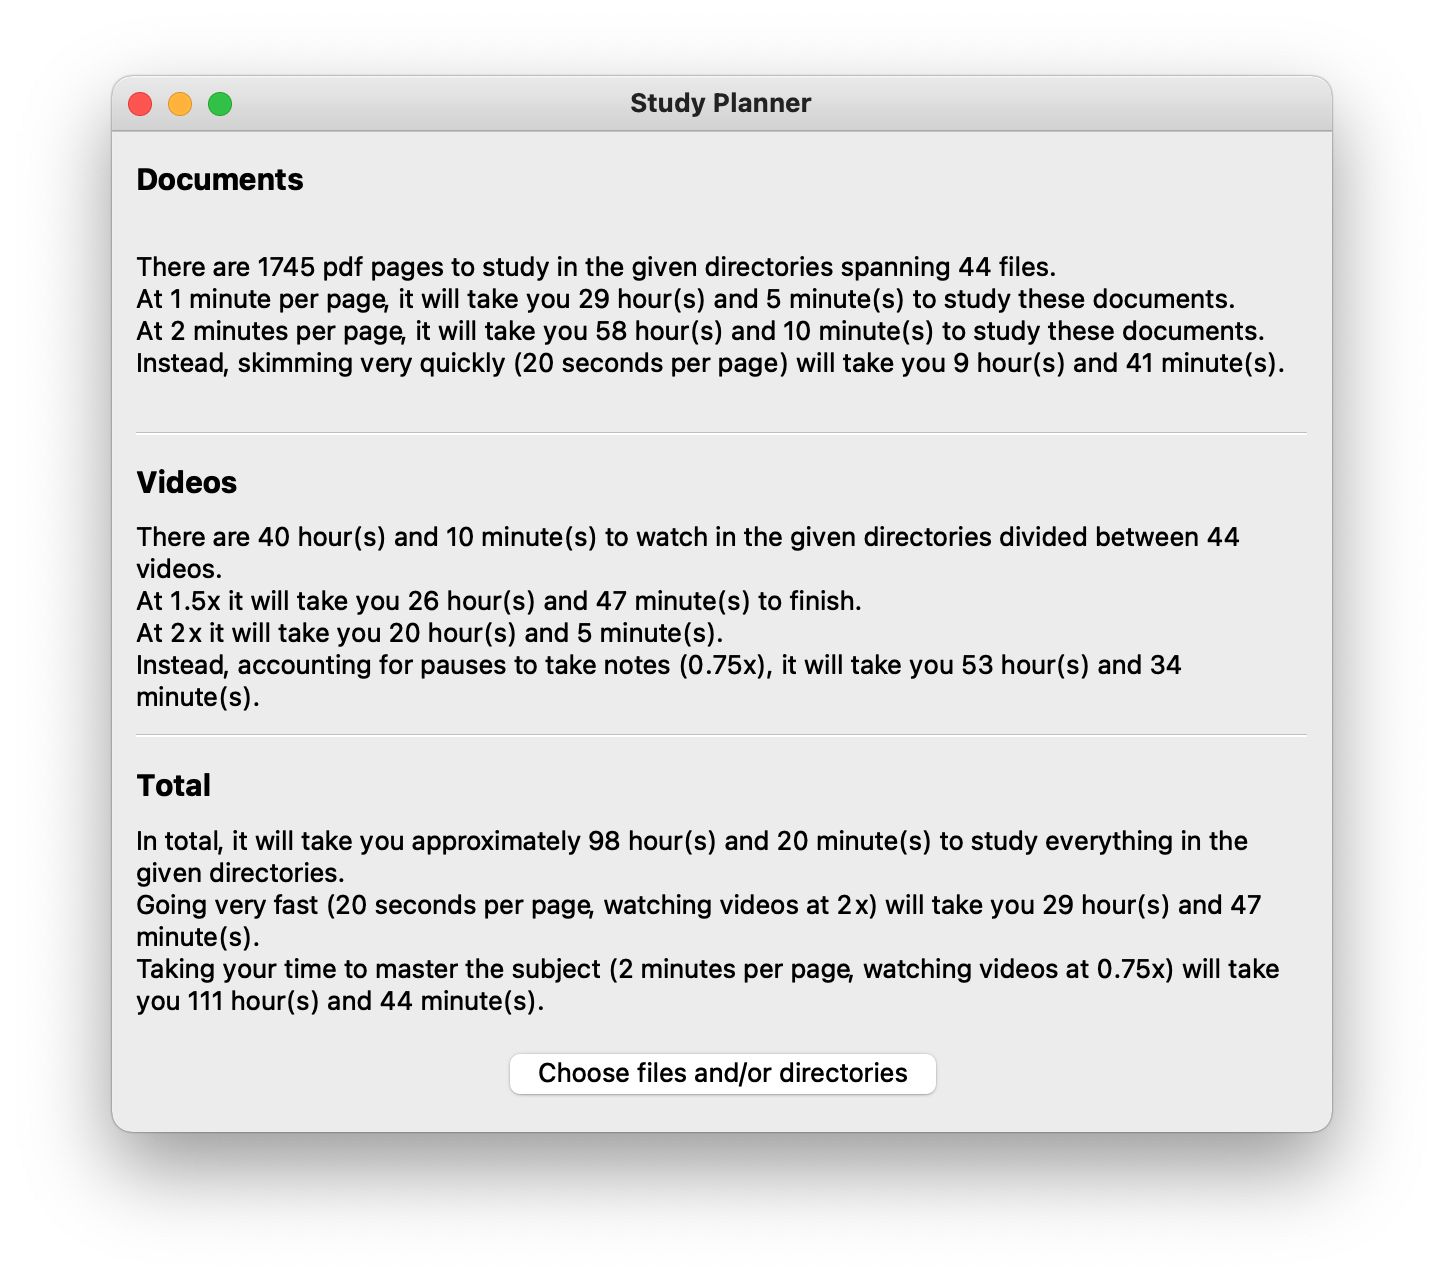 Study Planner
Documents
There are 1745 pdf pages to study in the given directories spanning 44 files.
At 1 minute per page, it will take you 29 hour(s) and 5 minute(s) to study these documents.
At 2 minutes per page, it will take you 58 hour(s) and 10 minute(s) to study these documents.
Instead, skimming very quickly (20 seconds per page) will take you 9 hour(s) and 41 minute(s).
Videos
There are 40 hour(s) and 10 minute(s) to watch in the given directories divided between 44
videos.
At 1.5x it will take you 26 hour(s) and 47 minute(s) to finish.
At 2x it will take you 20 hour(s) and 5 minute(s).
Instead, accounting for pauses to take notes (0.75x), it will take you 53 hour(s) and 34
minute(s).
Total
In total, it will take you approximately 98 hour(s) and 20 minute(s) to study everything in the
given directories.
Going very fast (20 seconds per page, watching videos at 2x) will take you 29 hour(s) and 47
minute(s).
Taking your time to master the subject (2 minutes per page, watching videos at 0.75x) will take
you 111 hour(s) and 44 minute(s).
Choose files and/or directories